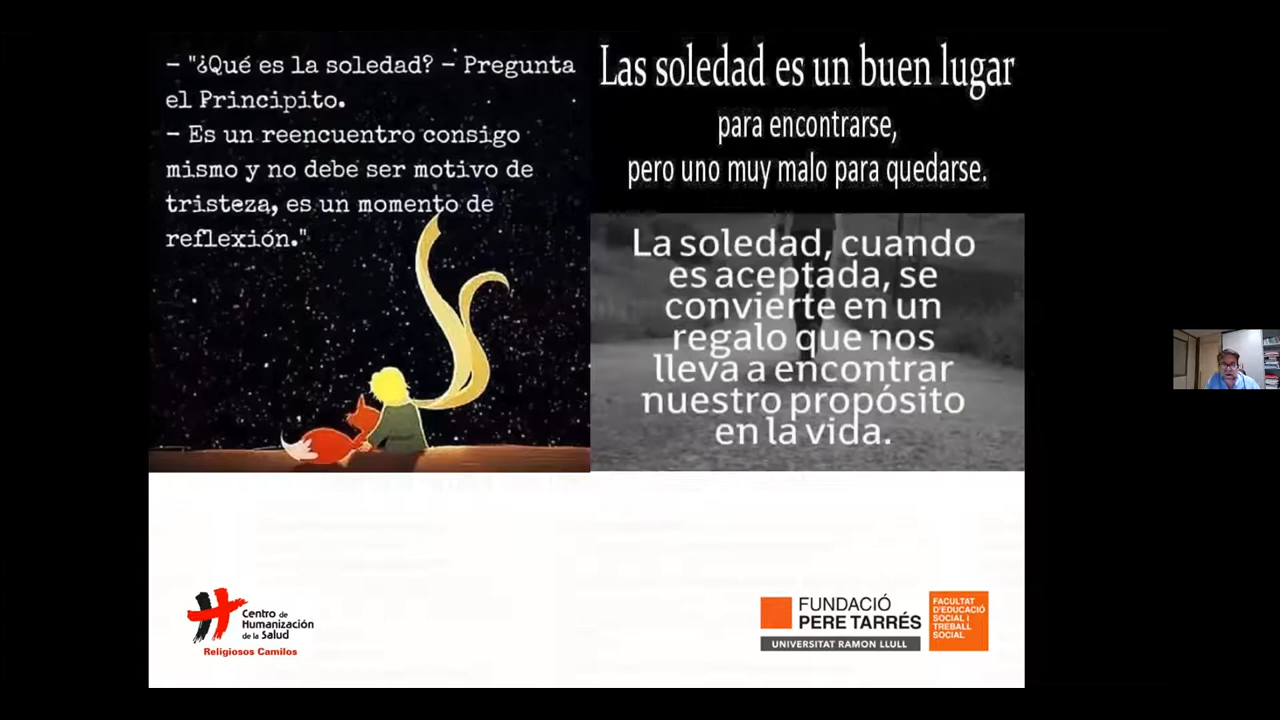 – "¿Qué es la soledad? – Pregunta
el Principito.
– Es un reencuentro consigo
mismo y no debe ser motivo de
tristeza, es un momento de
reflexión."
Las soledad es un buen lugar
para encontrarse,
pero uno muy malo para quedarse.
La soledad, cuando
es aceptada, se
convierte en un
regalo que nos
lleva a encontrar
nuestro propósito
en la vida.
Centro de
Humanización
de la Salud
Religiosos Camilos
FUNDACIÓ
PERE TARRÉS
UNIVERSITAT RAMON LLULL
FACULTAT
D'EDUCACIÓ
SOCIAL I
TREBALL
SOCIAL